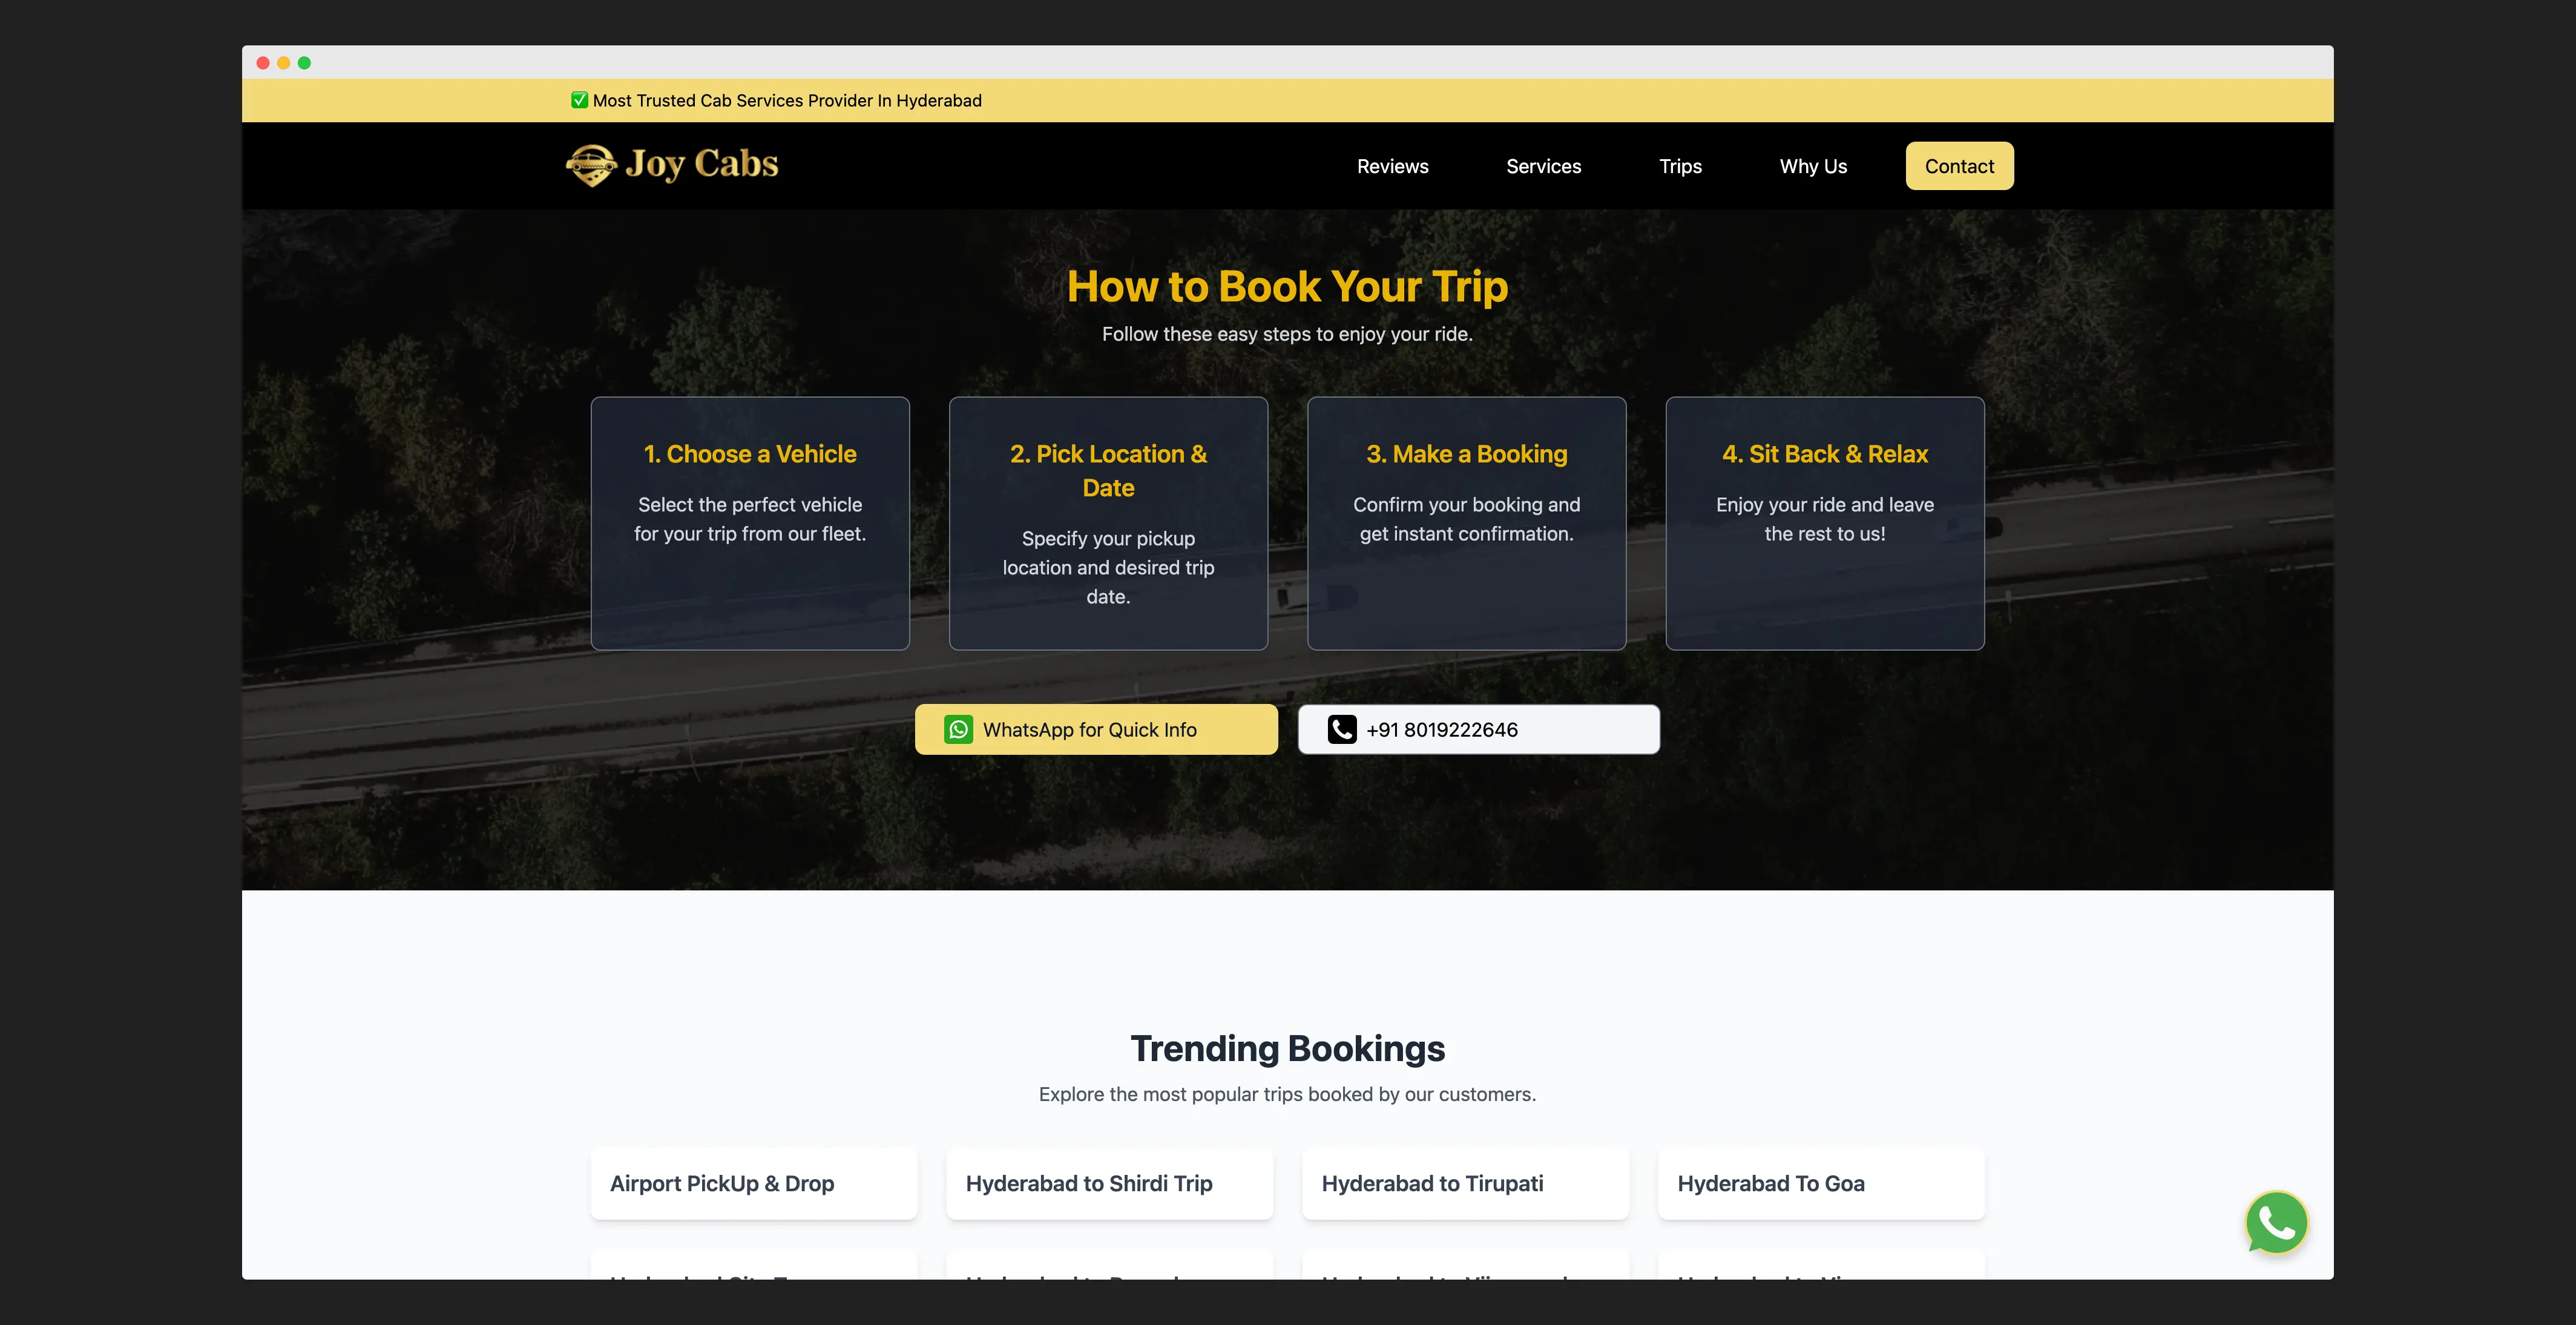 ✅ Most Trusted Cab Services Provider In Hyderabad
Joy Cabs
Reviews
Services
Trips
Why Us
Contact
How to Book Your Trip
Follow these easy steps to enjoy your ride.
1. Choose a Vehicle
Select the perfect vehicle
for your trip from our fleet.
2. Pick Location &
Date
Specify your pickup
location and desired trip
date.
3. Make a Booking
Confirm your booking and
get instant confirmation.
4. Sit Back & Relax
Enjoy your ride and leave
the rest to us!
WhatsApp for Quick Info
+91 8019222646
Trending Bookings
Explore the most popular trips booked by our customers.
Airport PickUp & Drop
Hyderabad to Shirdi Trip
Hyderabad to Tirupati
Hyderabad To Goa